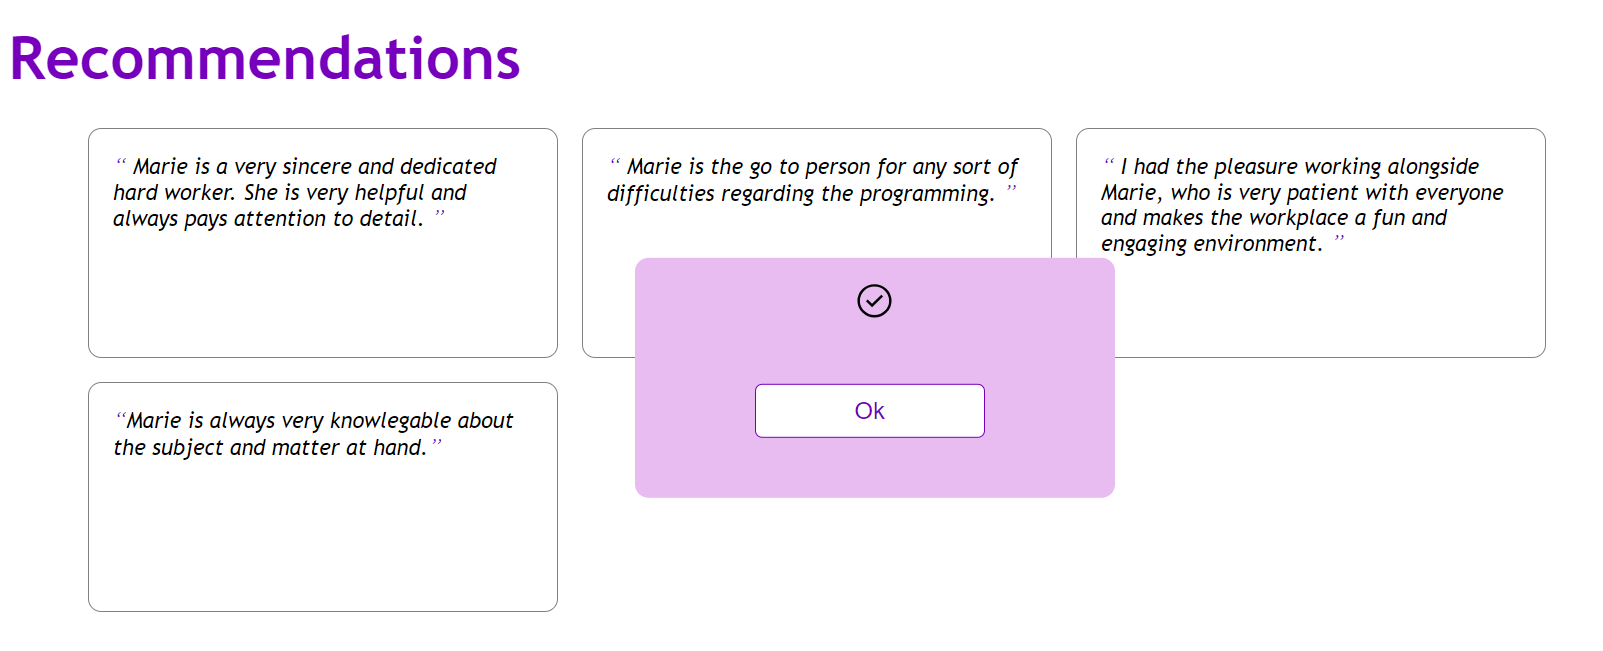 Recommendations
“ Marie is a very sincere and dedicated
hard worker. She is very helpful and
always pays attention to detail. ”
“ Marie is the go to person for any sort of
difficulties regarding the programming. ”
“ I had the pleasure working alongside
Marie, who is very patient with everyone
and makes the workplace a fun and
engaging environment. ”
Ok
“Marie is always very knowlegable about
the subject and matter at hand.”